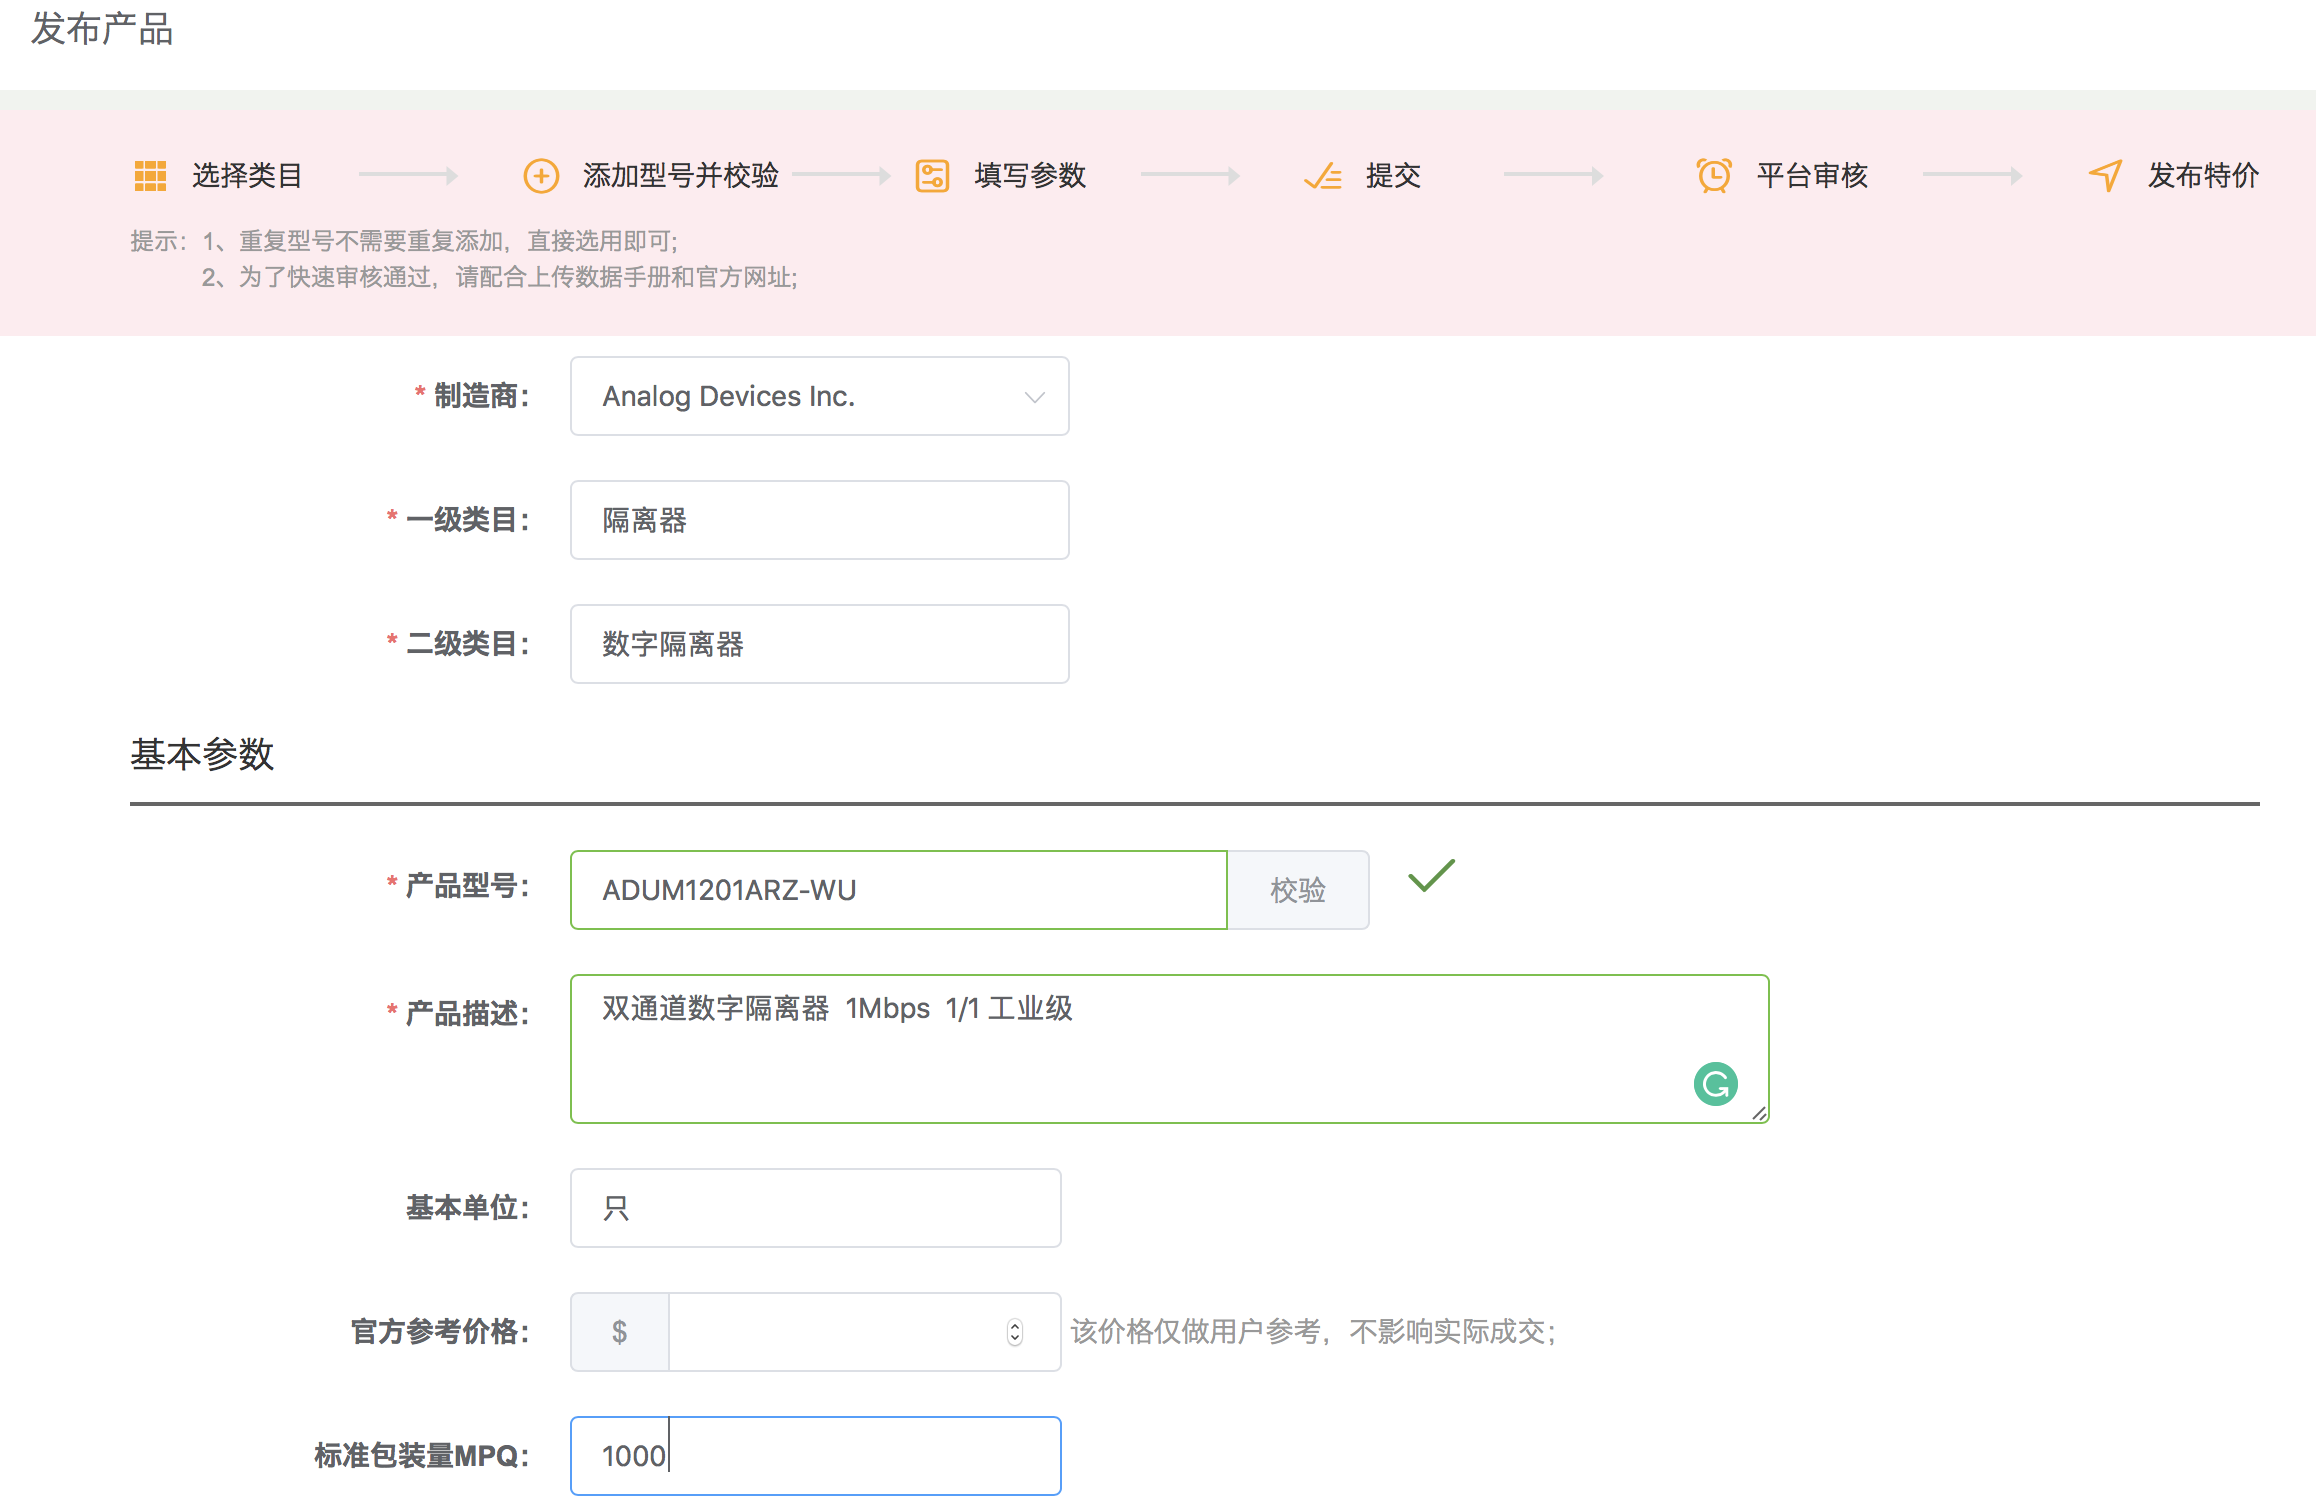 发布产品
选择类目 添加型号并校验 填写参数 提交 平台审核 发布特价
提示：1、重复型号不需要重复添加，直接选用即可;
2、为了快速审核通过，请配合上传数据手册和官方网址;
* 制造商： Analog Devices Inc.
* 一级类目： 隔离器
* 二级类目： 数字隔离器
基本参数
* 产品型号： ADUM1201ARZ-WU 校验
* 产品描述： 双通道数字隔离器 1Mbps 1/1 工业级
基本单位： 只
官方参考价格： $ 该价格仅做用户参考，不影响实际成交；
标准包装量MPQ： 1000